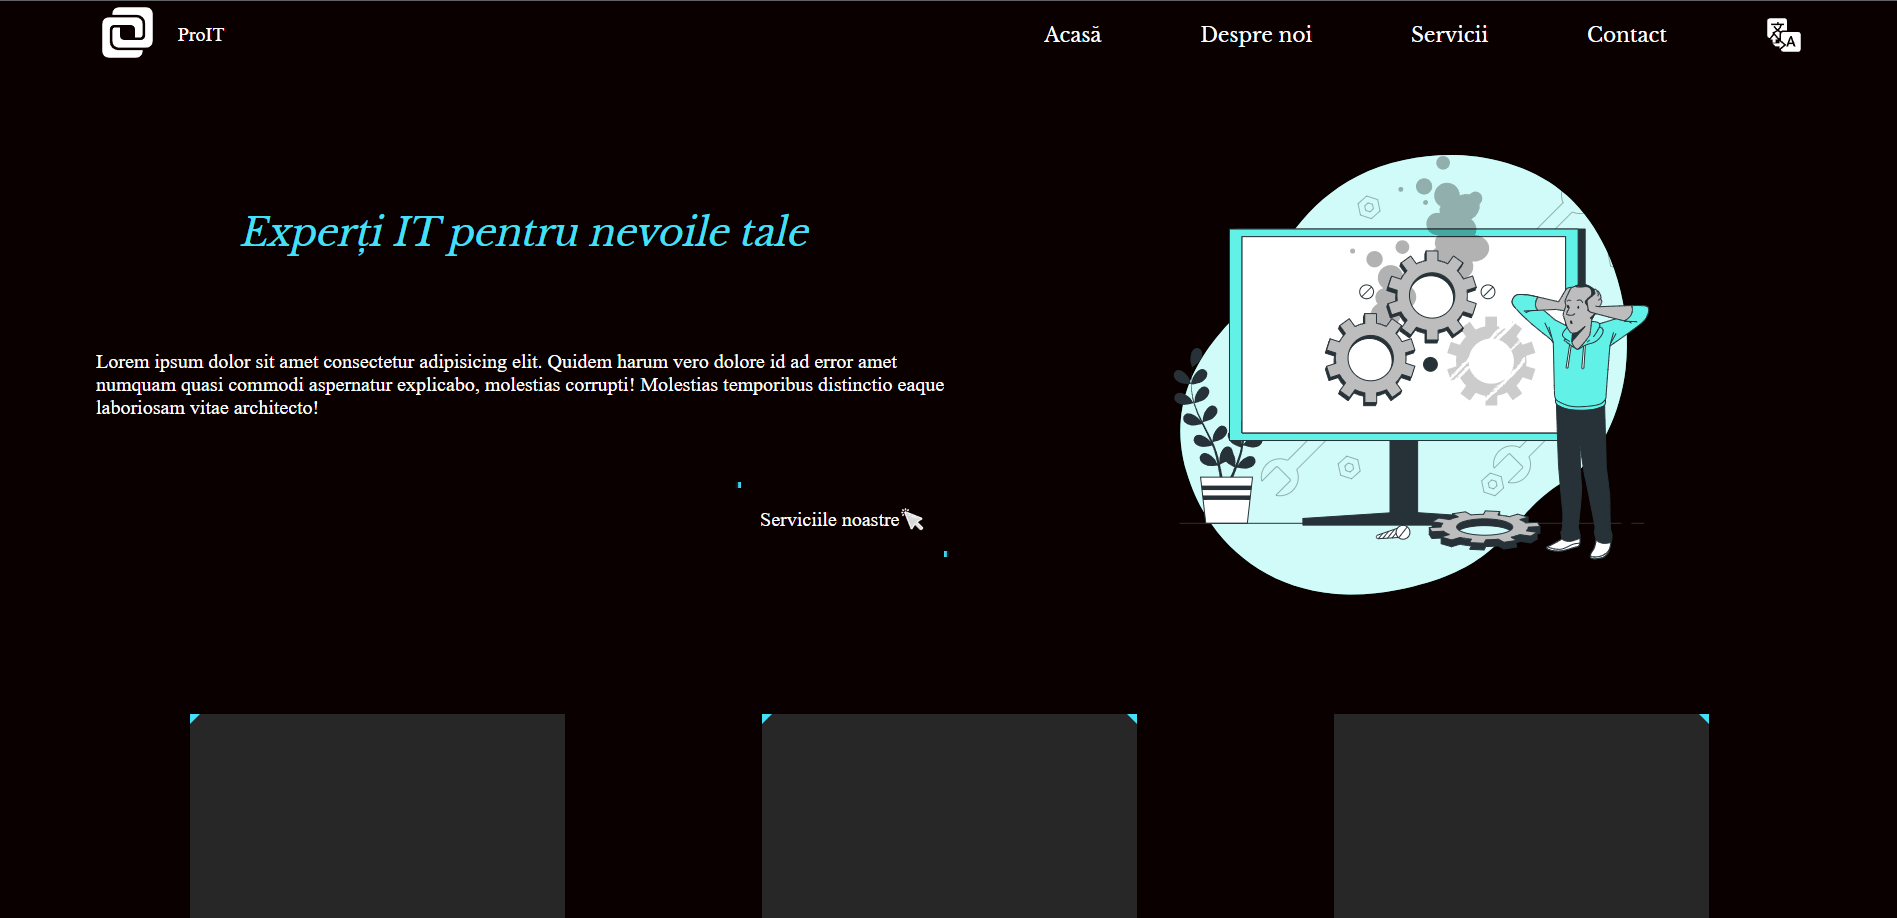 ProIT
Acasă
Despre noi
Servicii
Contact
文 A
Experți IT pentru nevoile tale
Lorem ipsum dolor sit amet consectetur adipisicing elit. Quidem harum vero dolore id ad error amet
numquam quasi commodi aspernatur explicabo, molestias corrupti! Molestias temporibus distinctio eaque
laboriosam vitae architecto!
Serviciile noastre